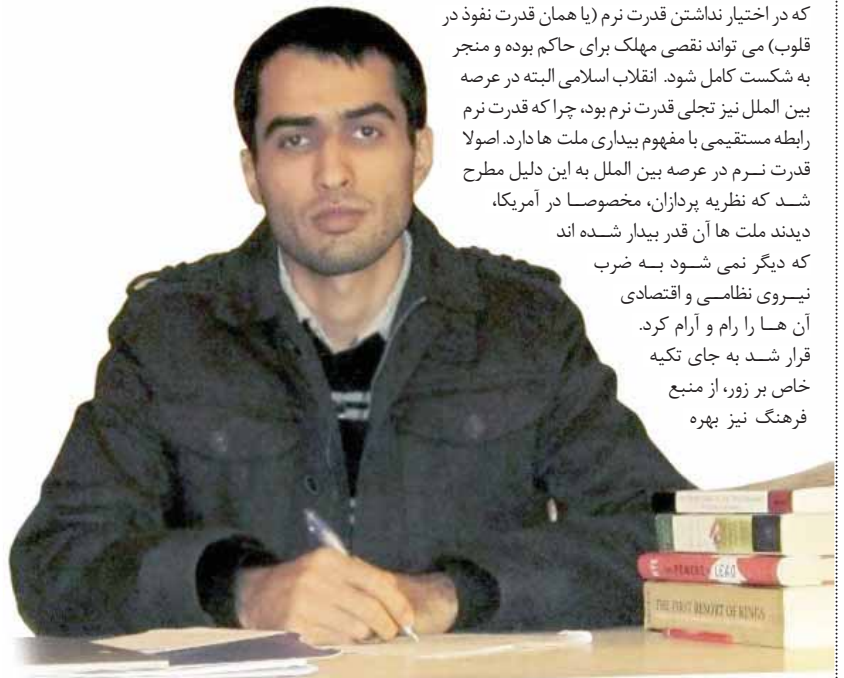 که در اختیار نداشتن قدرت نرم (یا همان قدرت نفوذ در
قلوب) می تواند نقصی مهلک برای حاکم بوده و منجر
به شکست کامل شود. انقلاب اسلامی البته در عرصه
بین الملل نیز تجلی قدرت نرم بود، چرا که قدرت نرم
رابطه مستقیمی با مفهوم بیداری ملت ها دارد. اصولا
قدرت نرم در عرصه بین الملل به این دلیل مطرح
شد که نظریه پردازان، مخصوصا در آمریکا،
دیدند ملت ها آن قدر بیدار شده اند
که دیگر نمی شود به ضرب
نیروی نظامی و اقتصادی
آن ها را رام و آرام کرد.
قرار شد به جای تکیه
خاص بر زور، از منبع
فرهنگ نیز بهره
LEAD
THE FIRST RESORT OF KINGS